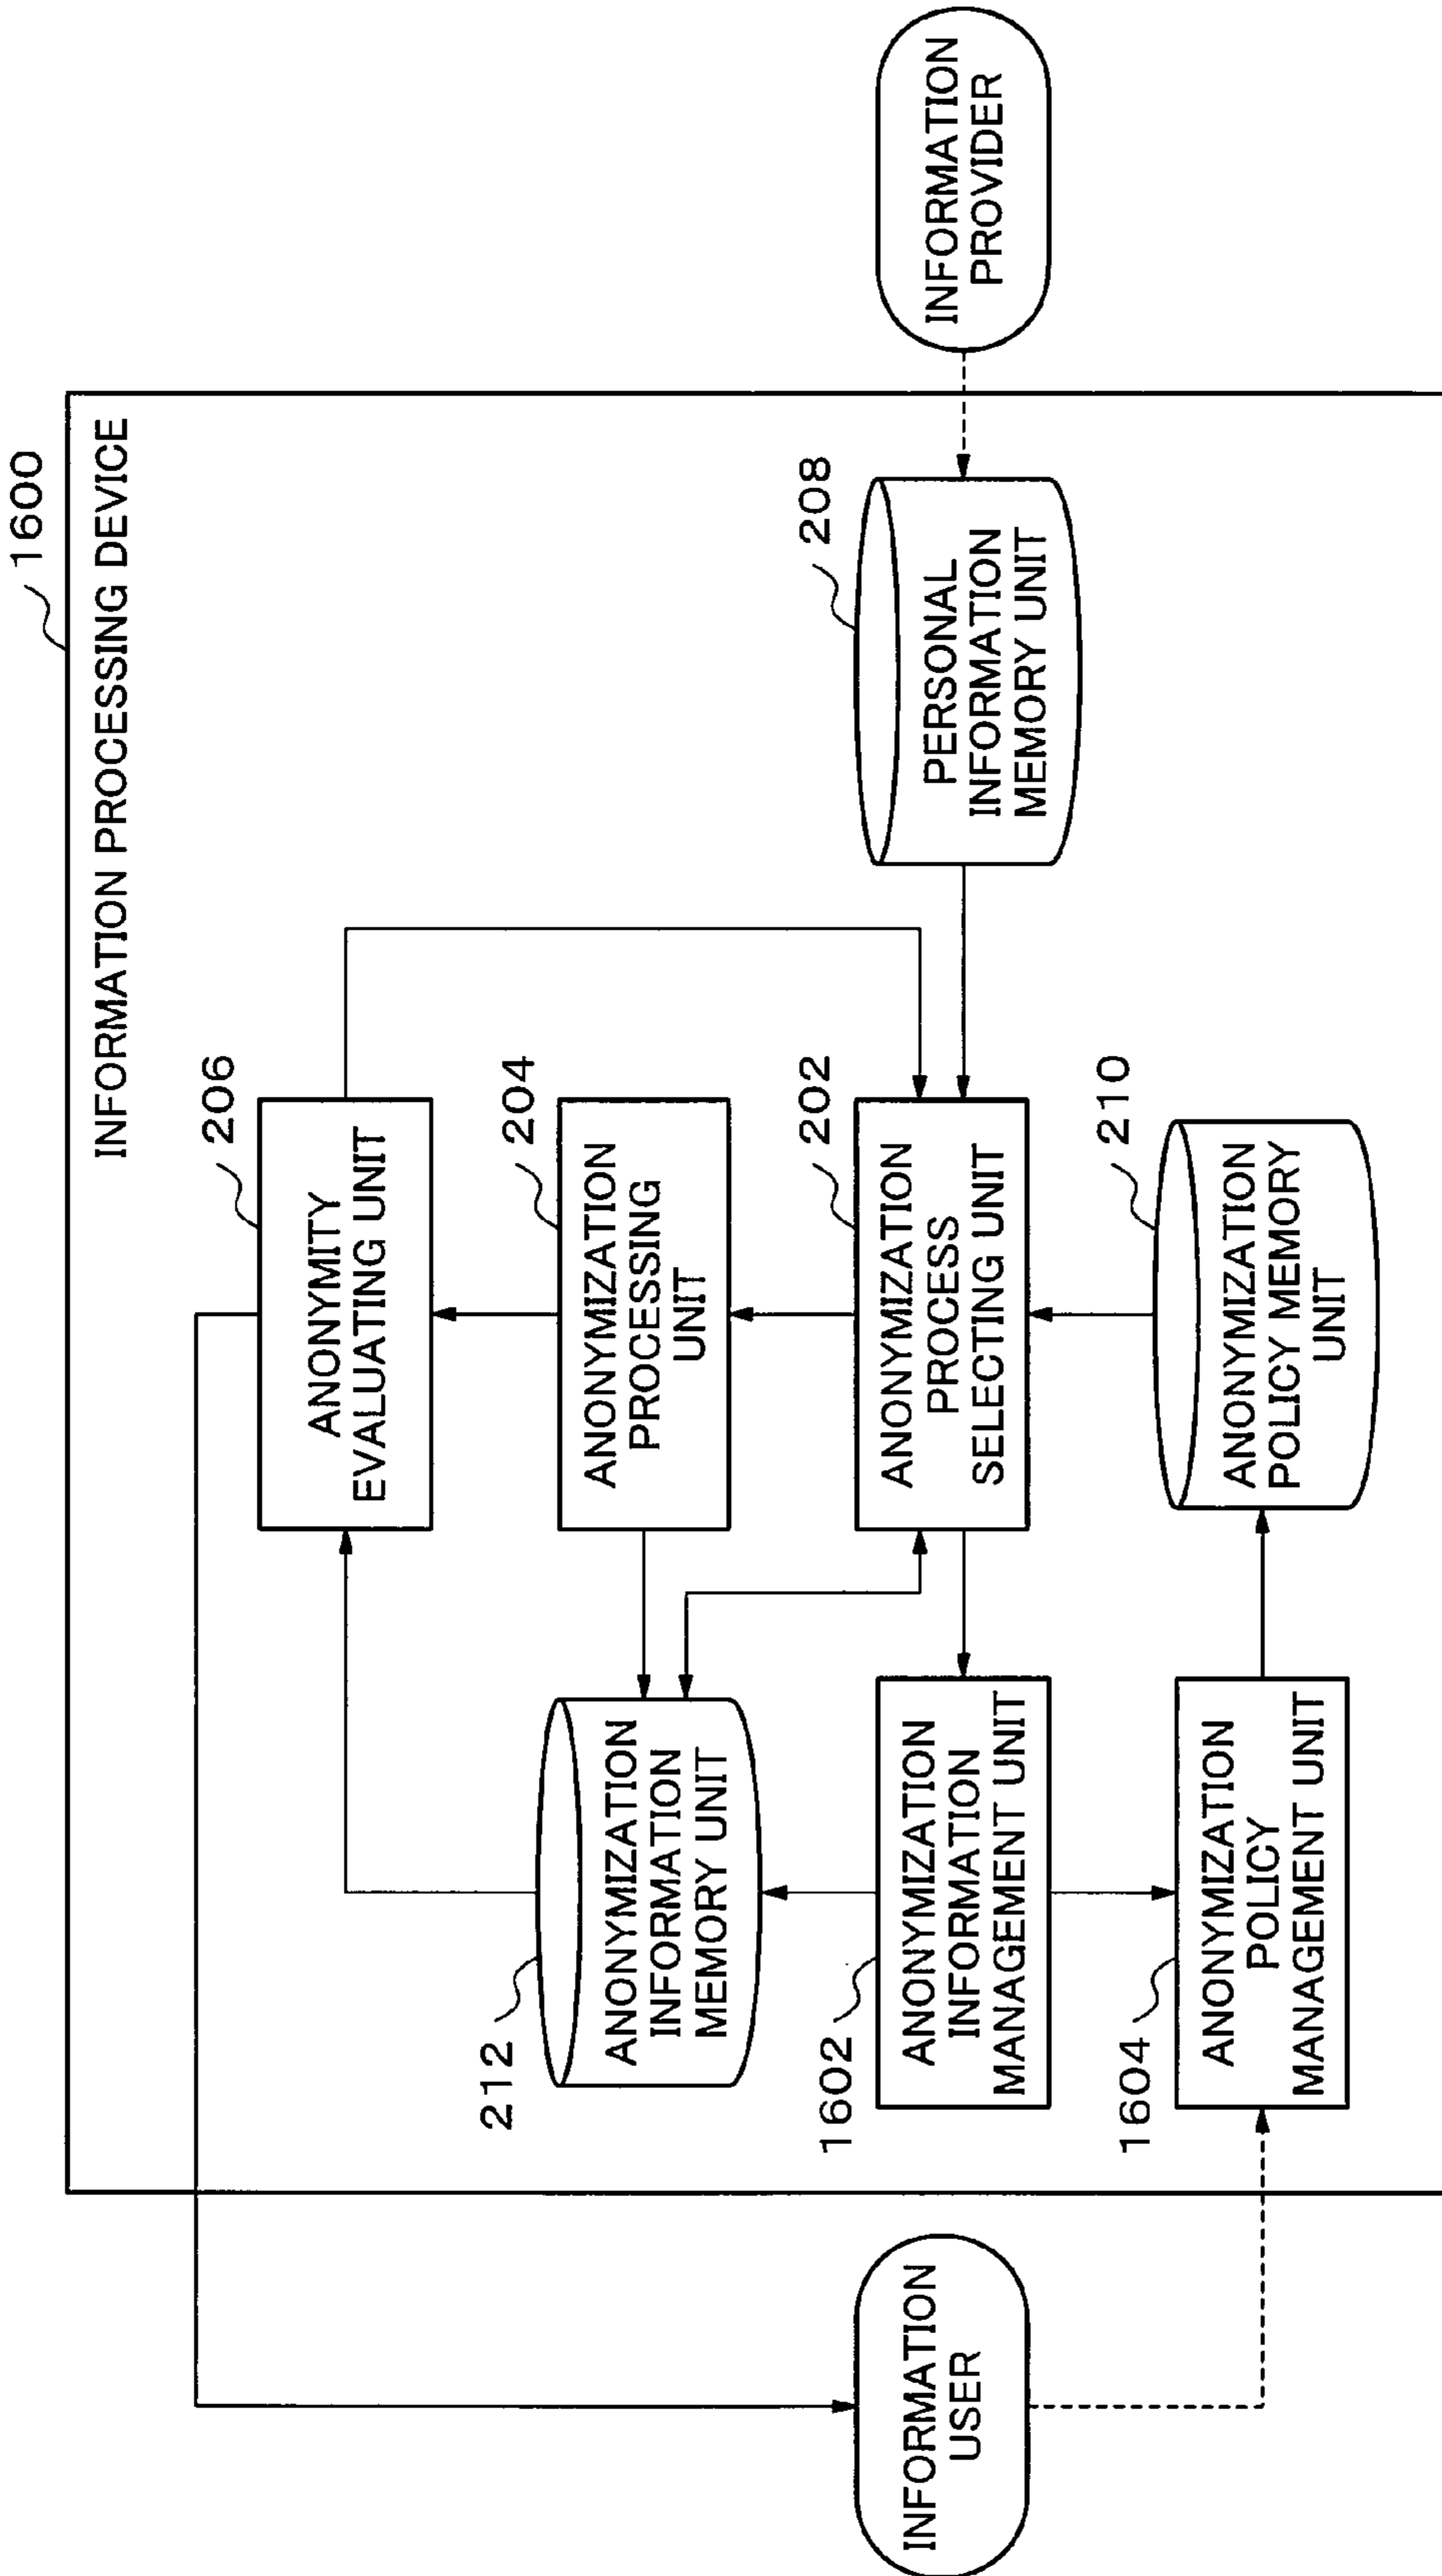 1600
INFORMATION PROCESSING DEVICE
206
ANONYMITY
EVALUATING UNIT
212
ANONYMIZATION
INFORMATION
MEMORY UNIT
204
ANONYMIZATION
PROCESSING
UNIT
INFORMATION
USER
1602
ANONYMIZATION
INFORMATION
MANAGEMENT UNIT
202
ANONYMIZATION
PROCESS
SELECTING UNIT
208
PERSONAL
INFORMATION
MEMORY UNIT
INFORMATION
PROVIDER
1604
ANONYMIZATION
POLICY
MANAGEMENT UNIT
210
ANONYMIZATION
POLICY MEMORY
UNIT